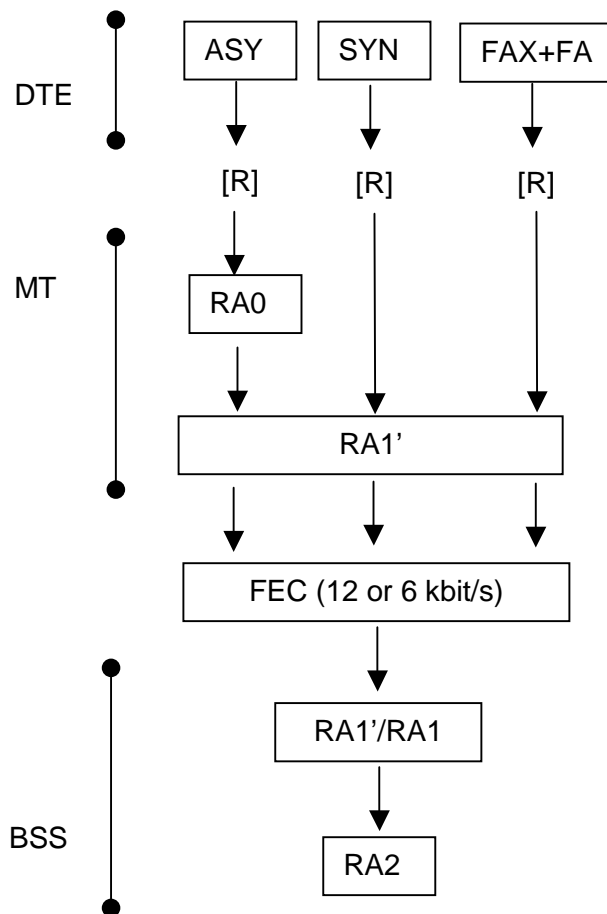 ASY SYN FAX+FA
DTE
[R] [R] [R]
MT
RA0
RA1’
FEC (12 or 6 kbit/s)
RA1’/RA1
BSS
RA2